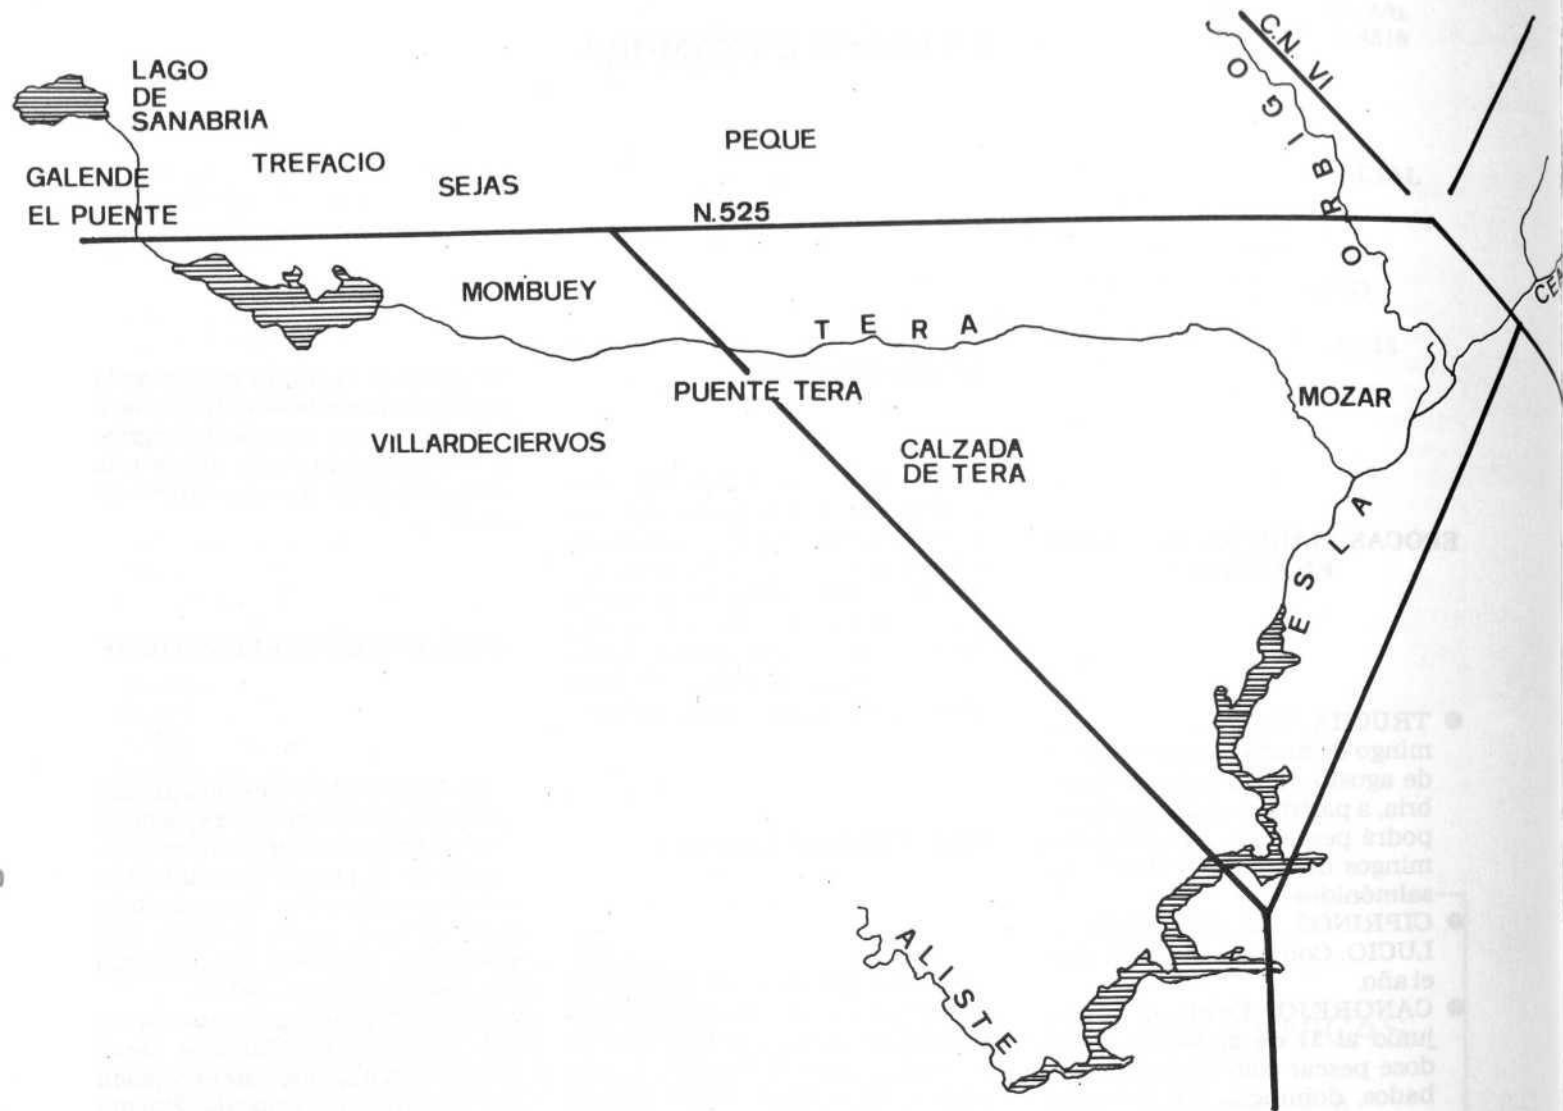 C.N. VI
LAGO
DE
SANABRIA
TREFACIO
PEQUE
SEJAS
GALENDE
EL PUENTE
N.525
ORBIGO
MOMBUEY
TERA
PUENTE TERA
MOZAR
VILLARDECIERVOS
CALZADA
DE TERA
ESLA
ALISTE